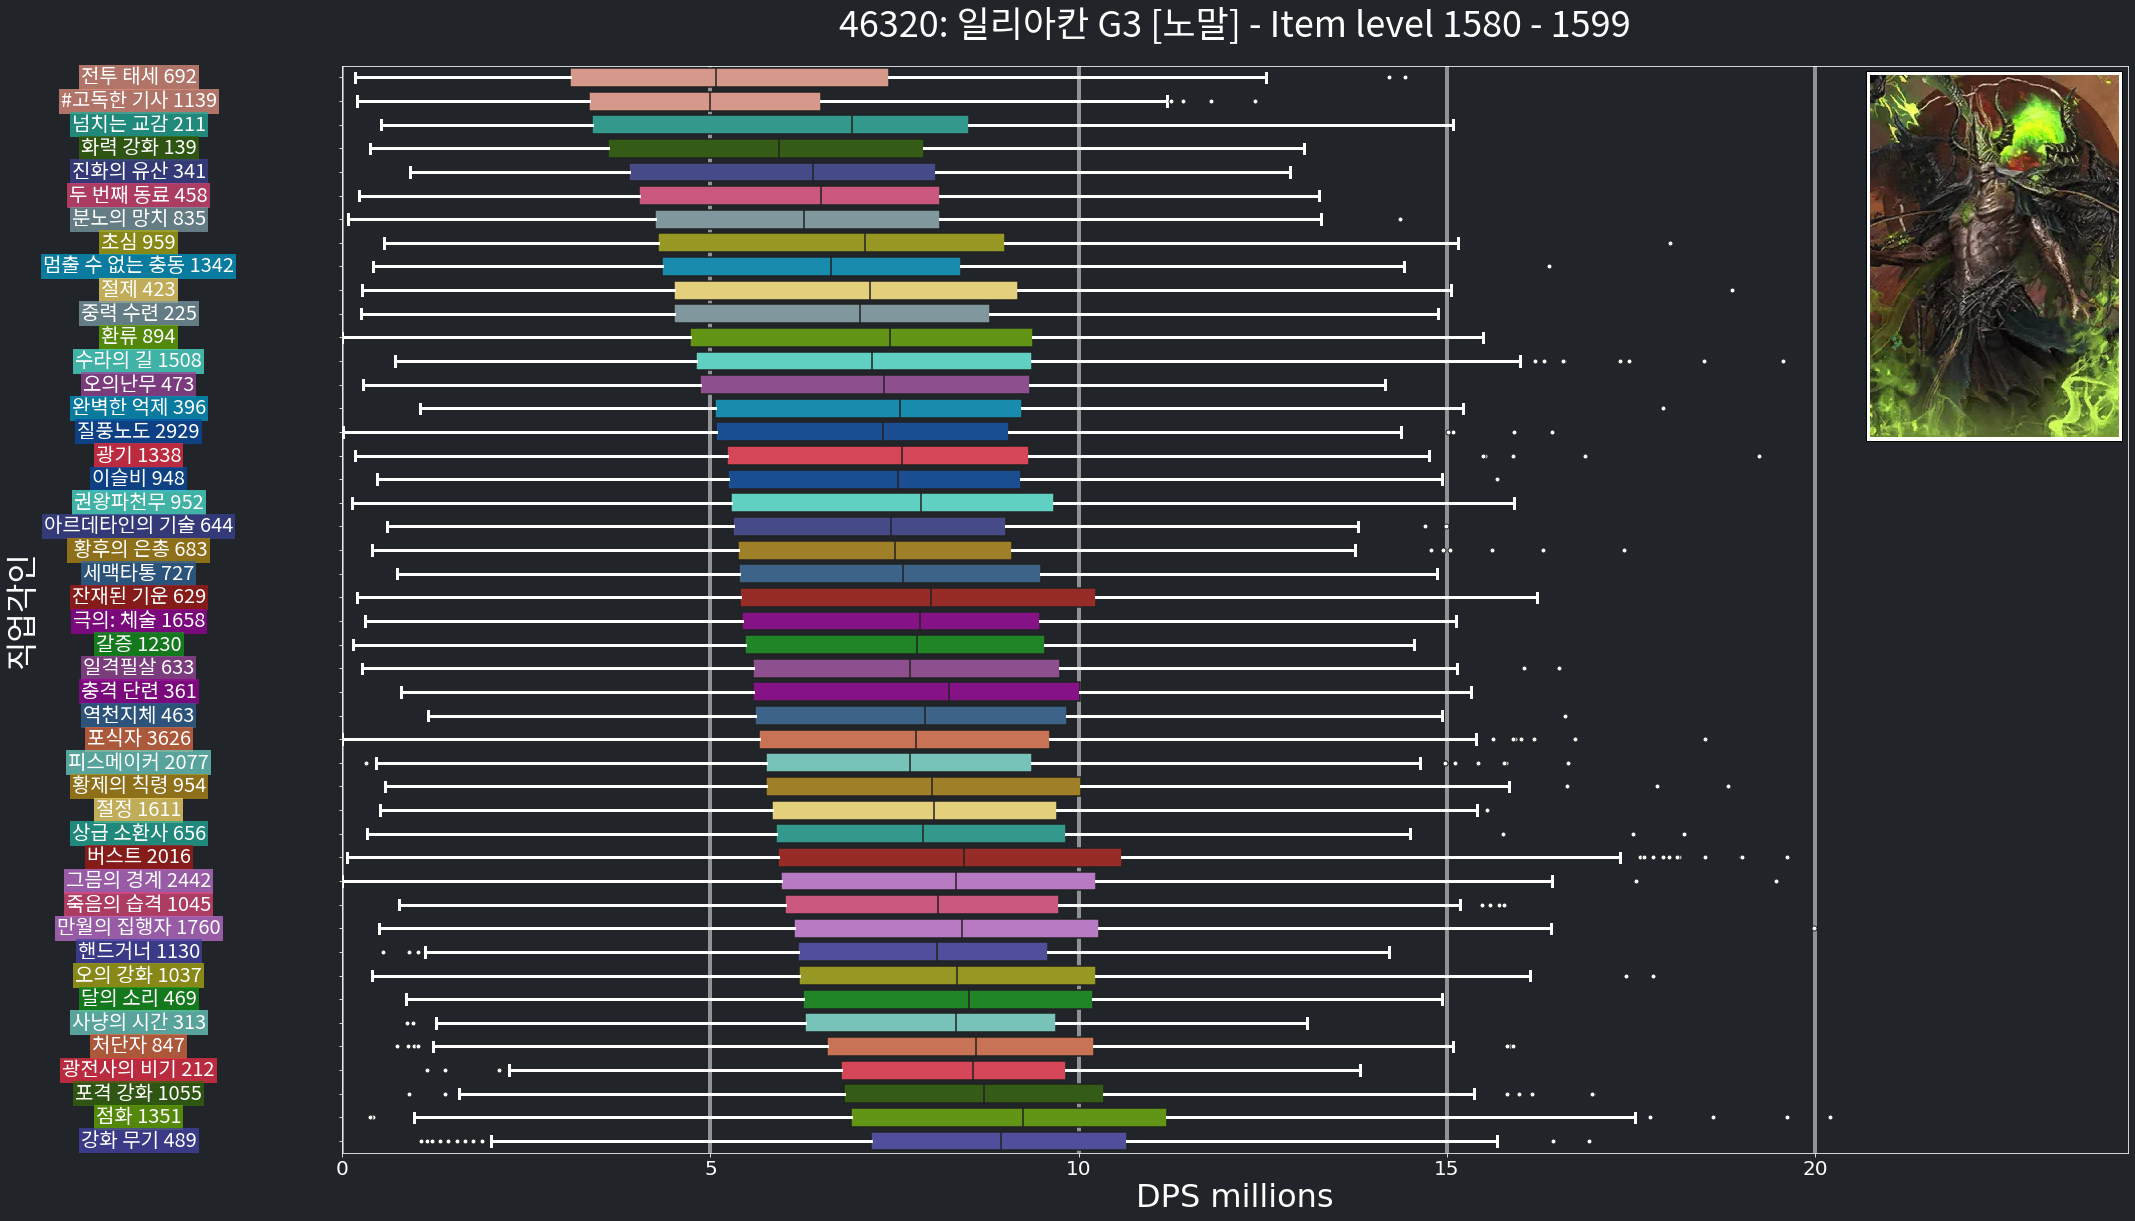 46320: 일리아칸 G3 [노말] - Item level 1580 - 1599
직업각인
전투 태세 692
#고독한 기사 1139
넘치는 교감 211
화력 강화 139
진화의 유산 341
두 번째 동료 458
분노의 망치 835
초심 959
멈출 수 없는 충동 1342
절제 423
중력 수련 225
환류 894
수라의 길 1508
오의난무 473
완벽한 억제 396
질풍노도 2929
광기 1338
이슬비 948
권왕파천무 952
아르데타인의 기술 644
황후의 은총 683
세맥타통 727
잔재된 기운 629
극의: 체술 1658
갈증 1230
일격필살 633
충격 단련 361
역천지체 463
포식자 3626
피스메이커 2077
황제의 칙령 954
절정 1611
상급 소환사 656
버스트 2016
그믐의 경계 2442
죽음의 습격 1045
만월의 집행자 1760
핸드거너 1130
오의 강화 1037
달의 소리 469
사냥의 시간 313
처단자 847
광전사의 비기 212
포격 강화 1055
점화 1351
강화 무기 489
0 5 10 15 20
DPS millions